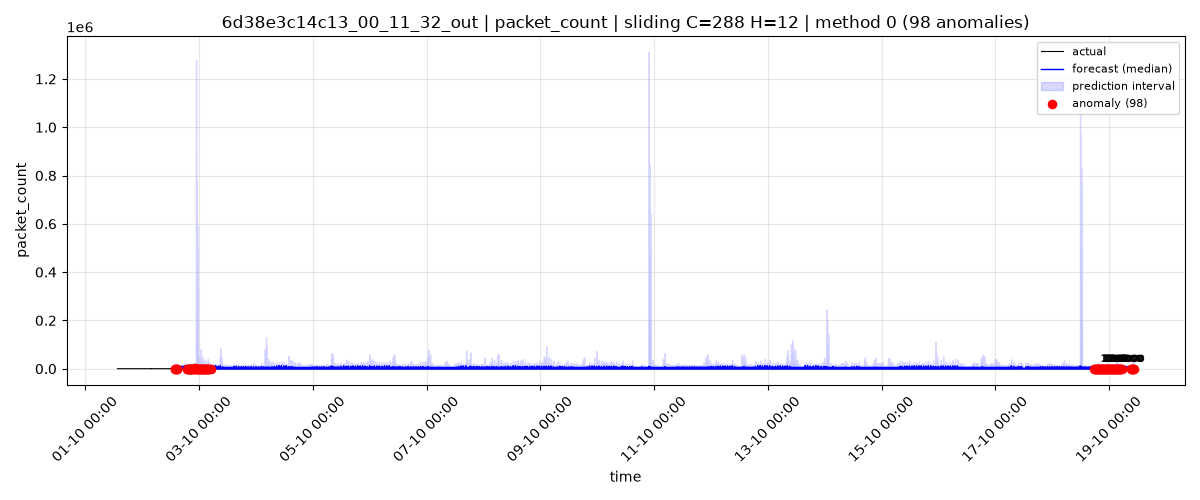 6d38e3c14c13_00_11_32_out | packet_count | sliding C=288 H=12 | method 0 (98 anomalies)
1e6
actual
forecast (median)
prediction interval
anomaly (98)
1.2
1.0
0.8
0.6
0.4
0.2
0.0
packet_count
01-10 00:00
03-10 00:00
05-10 00:00
07-10 00:00
09-10 00:00
11-10 00:00
13-10 00:00
15-10 00:00
17-10 00:00
19-10 00:00
time